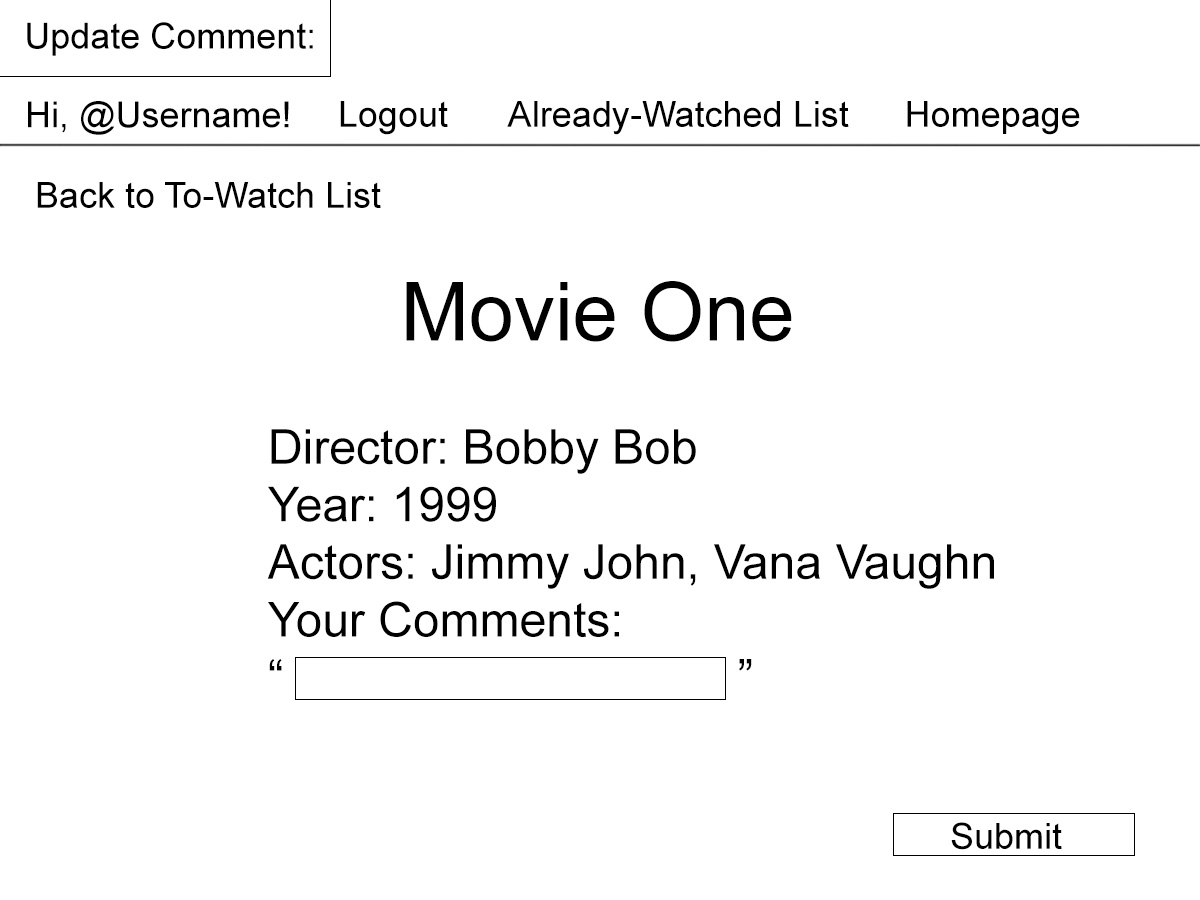 Update Comment:
Hi, @Username! Logout Already-Watched List Homepage
Back to To-Watch List
Movie One
Director: Bobby Bob
Year: 1999
Actors: Jimmy John, Vana Vaughn
Your Comments:
“ ”
Submit